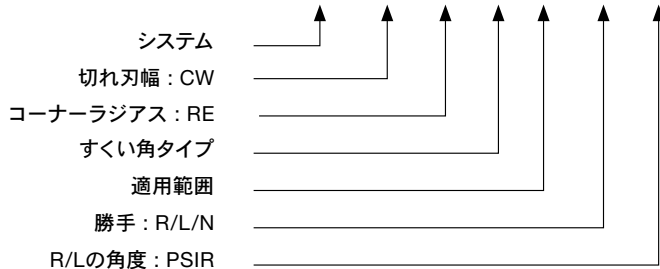 システム
切れ刃幅 : CW
コーナーラジアス : RE
すくい角タイプ
適用範囲
勝手 : R/L/N
R/Lの角度 : PSIR